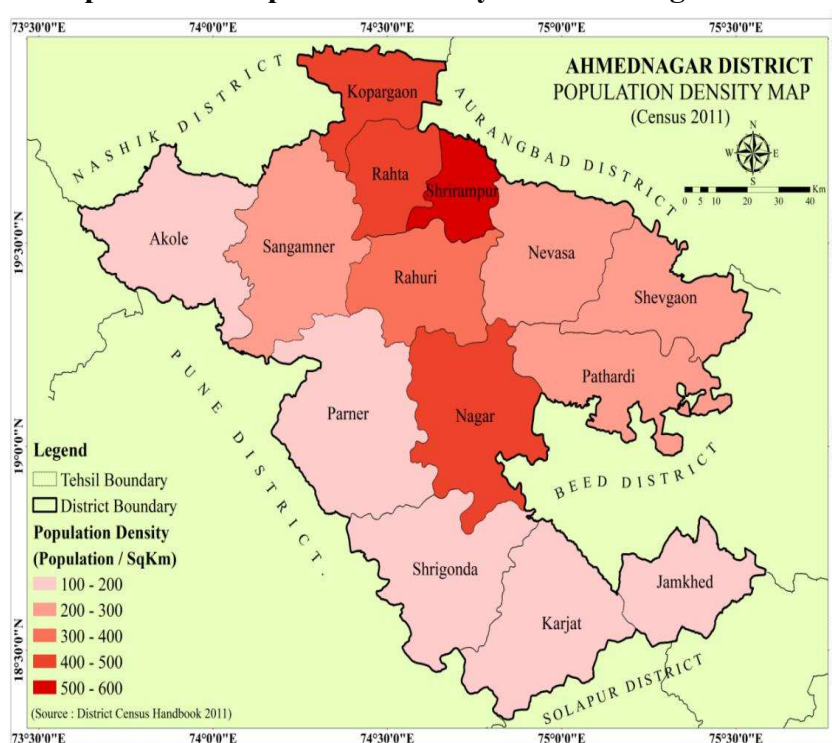 73°30'0"E 74°0'0"E 74°30'0"E 75°0'0"E 75°30'0"E
AHMEDNAGAR DISTRICT
POPULATION DENSITY MAP
(Census 2011)
N
W E
S
Km
0 5 10 20 30 40
NASHIK DISTRICT
AURANGBAD DISTRICT
Kopargaon
Rahta
Shrirampur
Akole
Sangamner
Nevasa
Rahuri
Shevgaon
Pathardi
Parner
Nagar
PUNE DISTRICT.
BEED DISTRICT
Shrigonda
Jamkhed
Karjat
SOLAPUR DISTRICT
19°30'0"N
19°0'0"N
18°30'0"N
Legend
Tehsil Boundary
District Boundary
Population Density
(Population / SqKm)
100 - 200
200 - 300
300 - 400
400 - 500
500 - 600
(Source : District Census Handbook 2011)
73°30'0"E 74°0'0"E 74°30'0"E 75°0'0"E 75°30'0"E